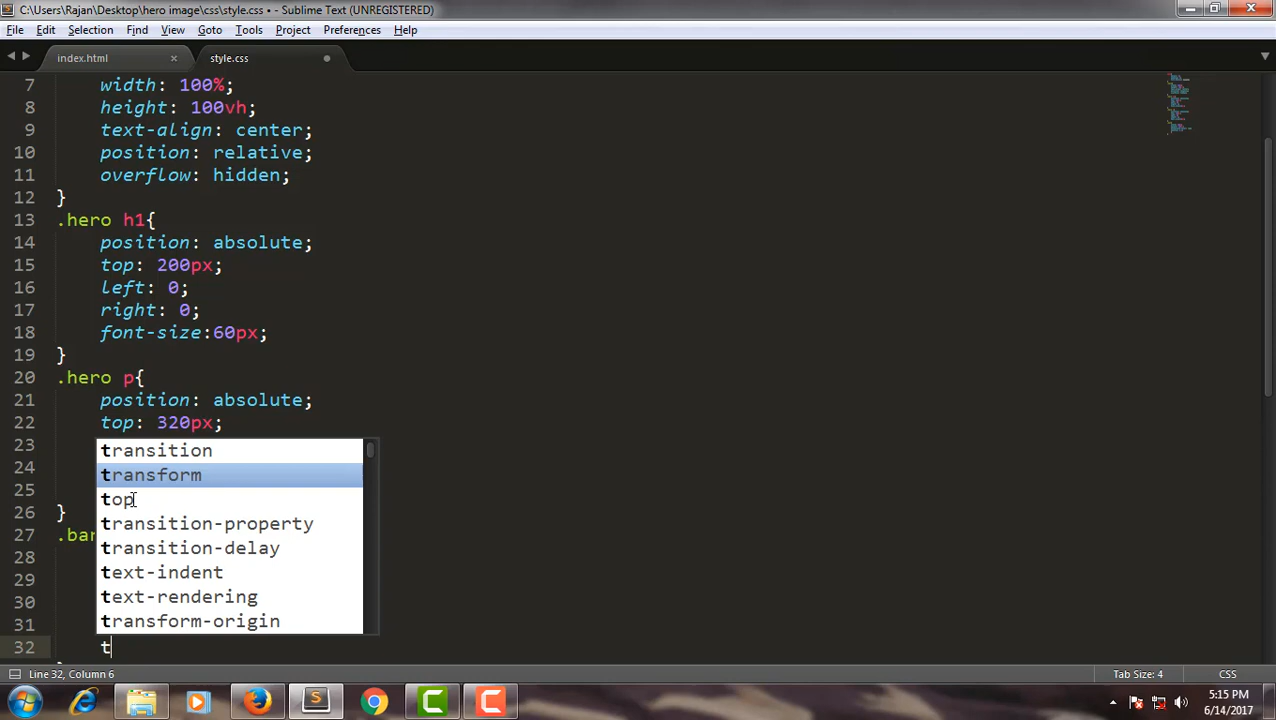 C:\Users\Rajan\Desktop\hero image\css\style.css • - Sublime Text (UNREGISTERED)
File Edit Selection Find View Goto Tools Project Preferences Help
index.html × style.css
7 width: 100%;
8 height: 100vh;
9 text-align: center;
10 position: relative;
11 overflow: hidden;
12 }
13 .hero h1{
14 position: absolute;
15 top: 200px;
16 left: 0;
17 right: 0;
18 font-size:60px;
19 }
20 .hero p{
21 position: absolute;
22 top: 320px;
23 transition
24 transform
25 top
26 } transition-property
27 .bar
28 transition-delay
29 text-indent
30 text-rendering
31 transform-origin
32 t
Line 32, Column 6 Tab Size: 4 CSS
5:15 PM
6/14/2017